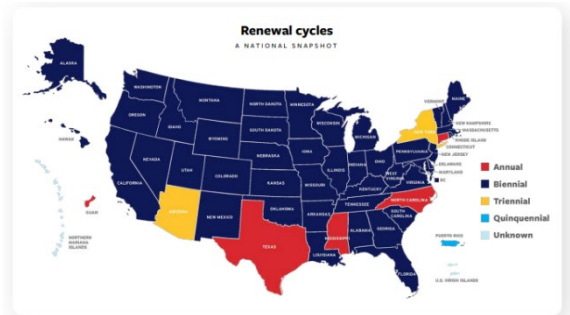 Renewal cycles
A NATIONAL SNAPSHOT
ALASKA
WASHINGTON
MONTANA
NORTH DAKOTA
MINNESOTA
VERMONT
MAINE
OREGON
IDAHO
WYOMING
SOUTH DAKOTA
WISCONSIN
MICHIGAN
NEW YORK
NEW HAMPSHIRE
MASSACHUSETTS
RHODE ISLAND
CONNECTICUT
NEW JERSEY
HAWAII
NEVADA
UTAH
COLORADO
NEBRASKA
IOWA
ILLINOIS
INDIANA
OHIO
PENNSYLVANIA
DELAWARE
MARYLAND
DC
CALIFORNIA
KANSAS
MISSOURI
KENTUCKY
WEST VIRGINIA
VIRGINIA
GUAM
ARIZONA
NEW MEXICO
OKLAHOMA
ARKANSAS
TENNESSEE
NORTH CAROLINA
SOUTH CAROLINA
NORTHERN
MARIANA
ISLANDS
TEXAS
LOUISIANA
MISSISSIPPI
ALABAMA
GEORGIA
FLORIDA
PUERTO RICO
U.S. VIRGIN ISLANDS
Annual
Biennial
Triennial
Quinquennial
Unknown